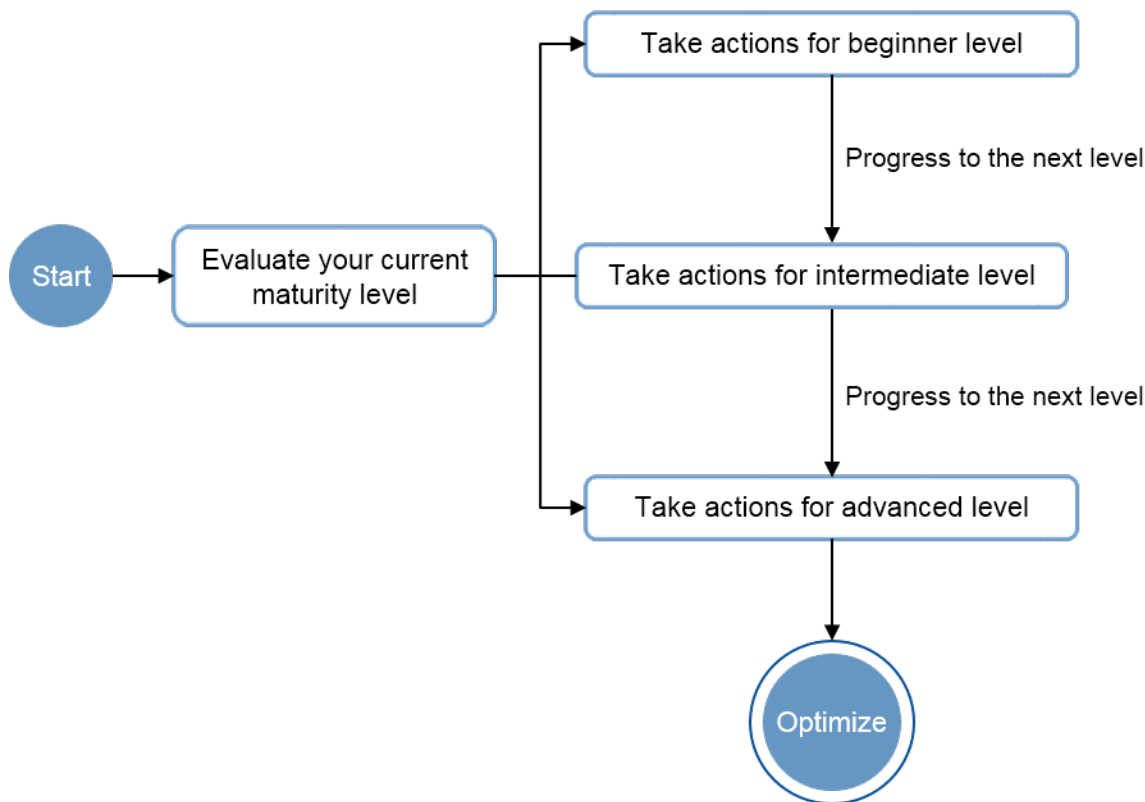 Take actions for beginner level
Progress to the next level
Start
Evaluate your current
maturity level
Take actions for intermediate level
Progress to the next level
Take actions for advanced level
Optimize